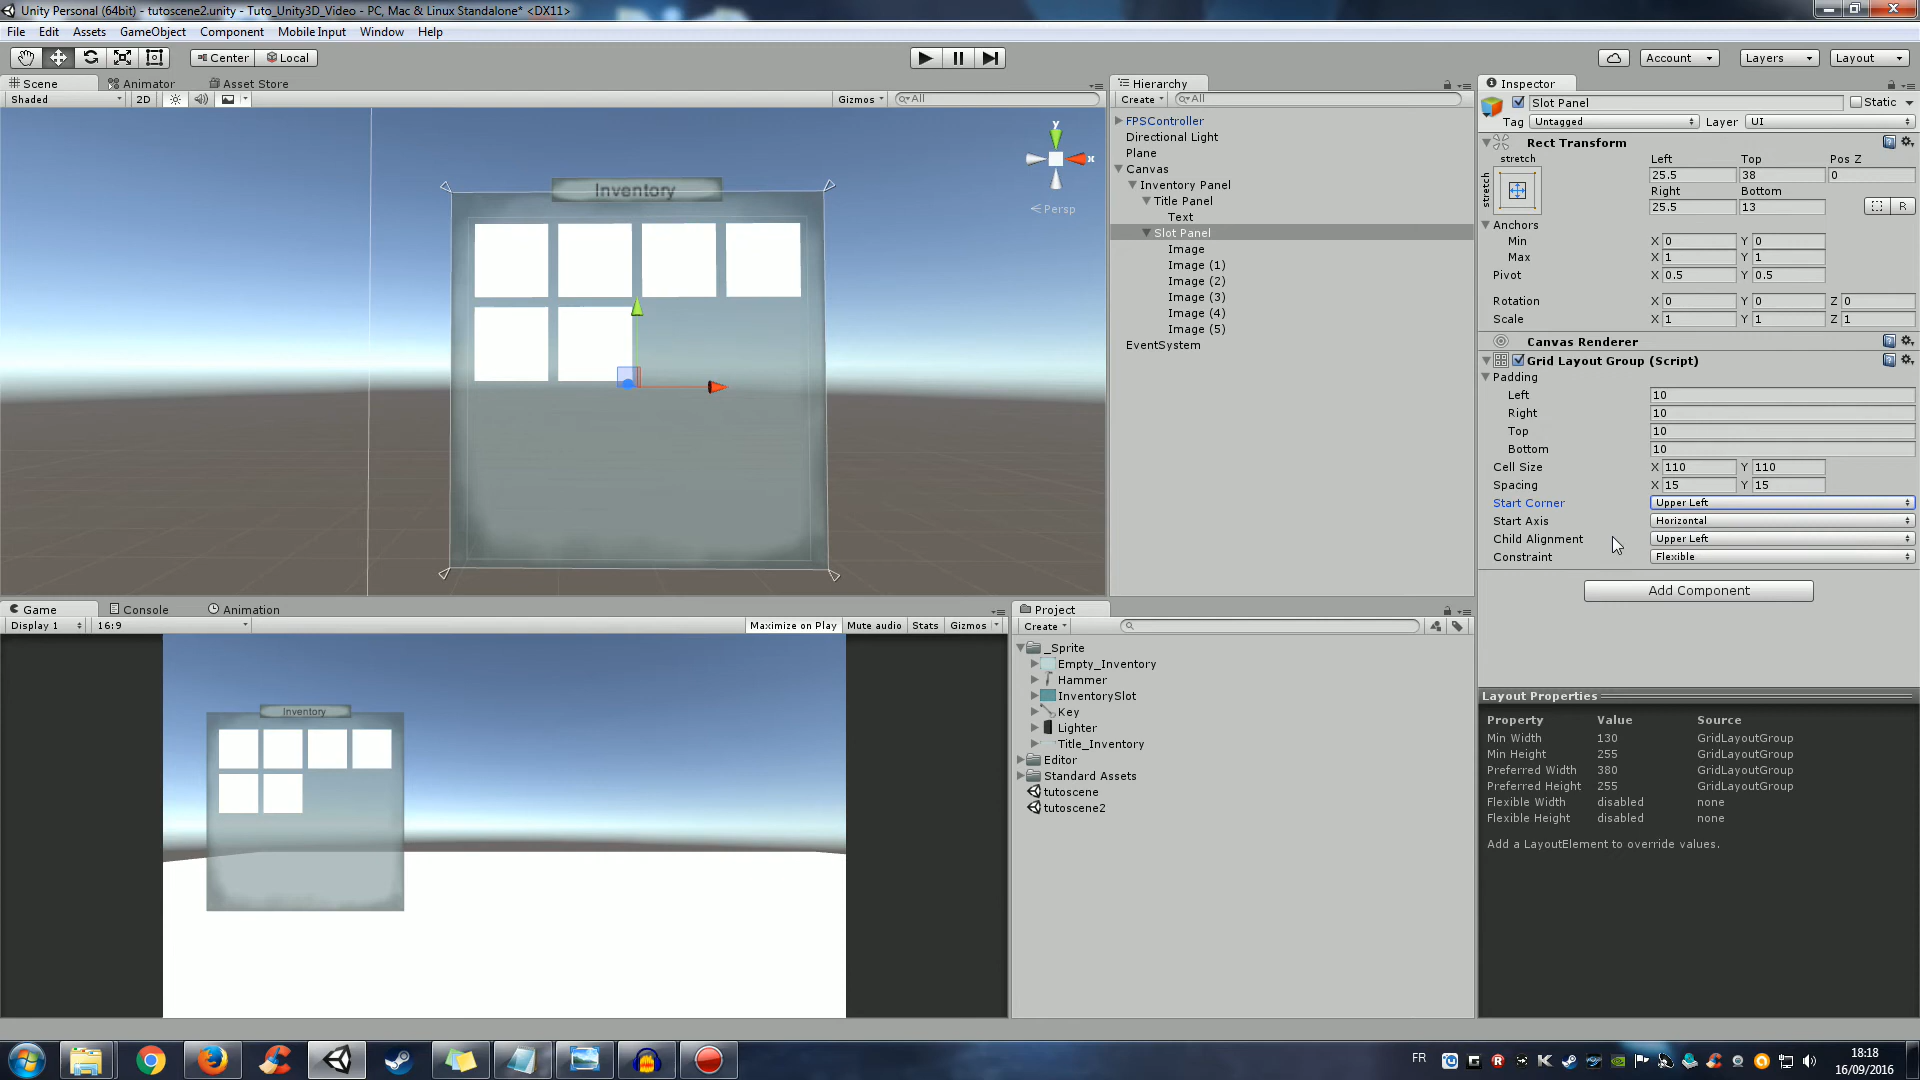 Unity Personal (64bit) - tutoscene2.unity - Tuto_Unity3D_Video - PC, Mac & Linux Standalone* <DX11>
File Edit Assets GameObject Component Mobile Input Window Help
Center Local Account Layers Layout
Scene Animator Asset Store
Shaded 2D Gizmos All
y
x
Persp
Inventory
Hierarchy
Create All
FPSController
Directional Light
Plane
Canvas
Inventory Panel
Title Panel
Text
Slot Panel
Image
Image (1)
Image (2)
Image (3)
Image (4)
Image (5)
EventSystem
Inspector
Slot Panel Static
Tag Untagged Layer UI
Rect Transform
stretch Left Top Pos Z
stretch 25.5 38 0
Right Bottom
25.5 13 R
Anchors
Min X 0 Y 0
Max X 1 Y 1
Pivot X 0.5 Y 0.5
Rotation X 0 Y 0 Z 0
Scale X 1 Y 1 Z 1
Canvas Renderer
Grid Layout Group (Script)
Padding
Left 10
Right 10
Top 10
Bottom 10
Cell Size X 110 Y 110
Spacing X 15 Y 15
Start Corner Upper Left
Start Axis Horizontal
Child Alignment Upper Left
Constraint Flexible
Add Component
Layout Properties
Property Value Source
Min Width 130 GridLayoutGroup
Min Height 255 GridLayoutGroup
Preferred Width 380 GridLayoutGroup
Preferred Height 255 GridLayoutGroup
Flexible Width disabled none
Flexible Height disabled none
Add a LayoutElement to override values.
Game Console Animation
Display 1 16:9 Maximize on Play Mute audio Stats Gizmos
Inventory
Project
Create
_Sprite
Empty_Inventory
Hammer
InventorySlot
Key
Lighter
Title_Inventory
Editor
Standard Assets
tutoscene
tutoscene2
FR 18:18
16/09/2016